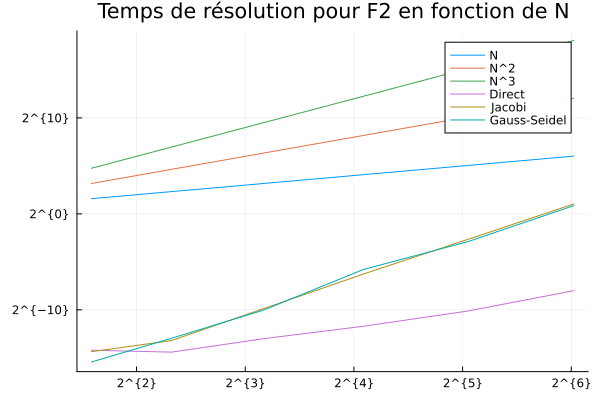 Temps de résolution pour F2 en fonction de N
N
N^2
N^3
Direct
Jacobi
Gauss-Seidel
2^{10}
2^{0}
2^{−10}
2^{2}
2^{3}
2^{4}
2^{5}
2^{6}